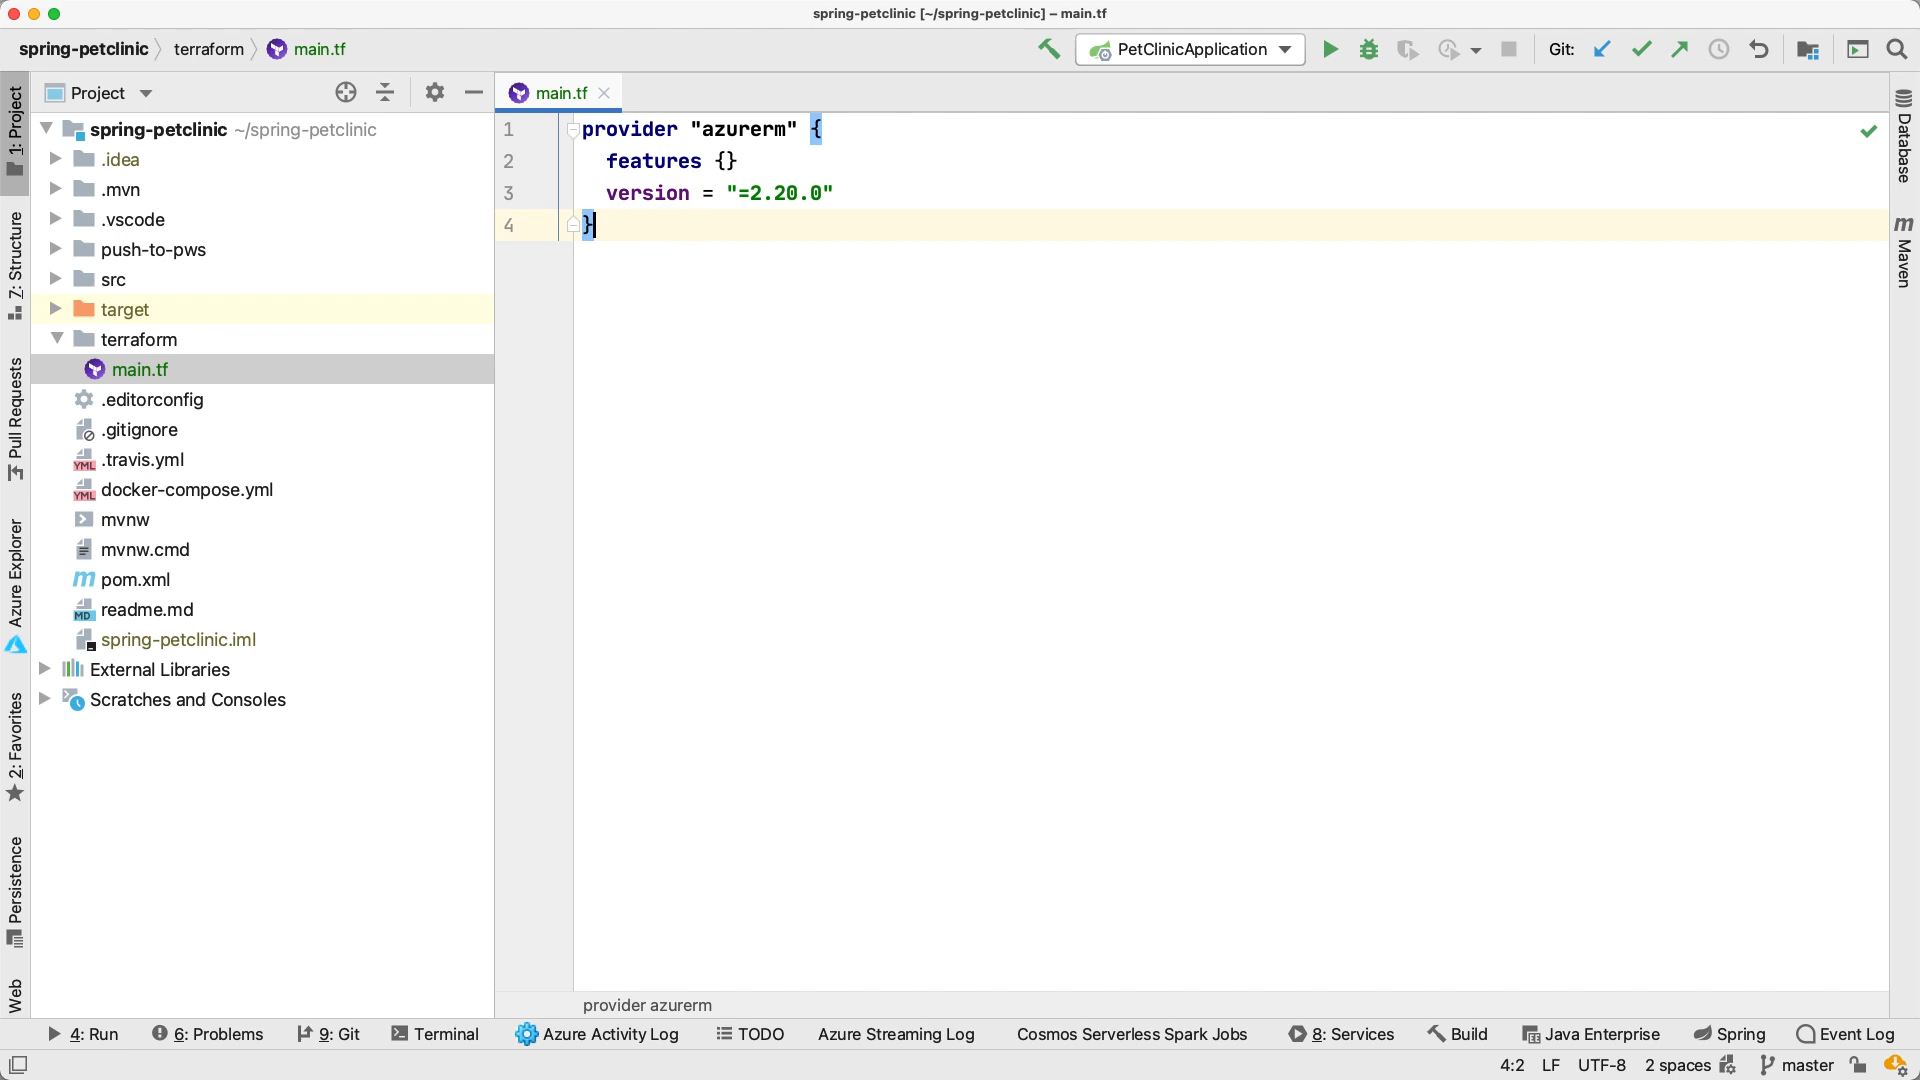 spring-petclinic [~/spring-petclinic] – main.tf
spring-petclinic terraform main.tf
PetClinicApplication
Git:
Project
main.tf
1: Project
Z: Structure
Pull Requests
Azure Explorer
2: Favorites
Persistence
Web
spring-petclinic ~/spring-petclinic
.idea
.mvn
.vscode
push-to-pws
src
target
terraform
main.tf
.editorconfig
.gitignore
YML .travis.yml
YML docker-compose.yml
mvnw
mvnw.cmd
m pom.xml
MD readme.md
spring-petclinic.iml
External Libraries
Scratches and Consoles
1 provider "azurerm" {
2 features {}
3 version = "=2.20.0"
4 }
Database
m Maven
provider azurerm
4: Run 6: Problems 9: Git Terminal Azure Activity Log TODO Azure Streaming Log Cosmos Serverless Spark Jobs 8: Services Build Java Enterprise Spring Event Log
4:2 LF UTF-8 2 spaces master